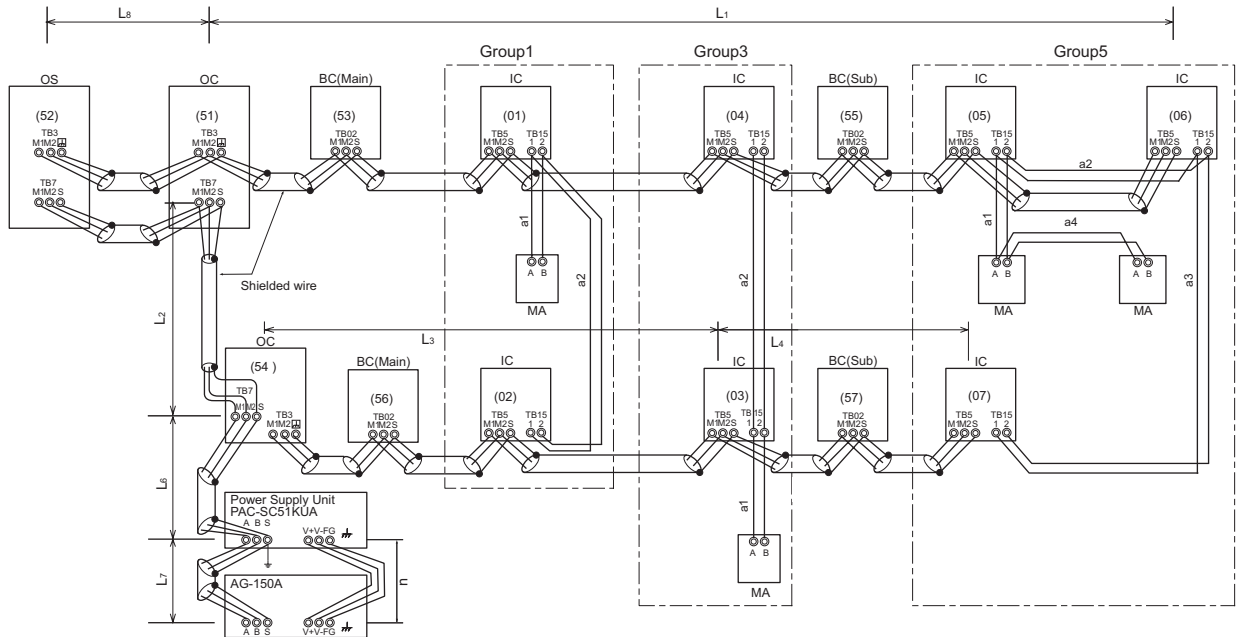 L8
L1
Group1
Group3
Group5
OS
OC
BC(Main)
IC
IC
BC(Sub)
IC
IC
(52)
(51)
(53)
(01)
(04)
(55)
(05)
(06)
TB3
M1M2
TB3
M1M2
TB02
M1M2S
TB5
M1M2S
TB15
1 2
TB5
M1M2S
TB15
1 2
TB02
M1M2S
TB5
M1M2S
TB15
1 2
TB5
M1M2S
TB15
1 2
TB7
M1M2 S
TB7
M1M2 S
a2
a1
a2
a2
a1
a4
a3
A B
MA
A B
MA
A B
MA
Shielded wire
L2
L3
L4
OC
BC(Main)
IC
IC
BC(Sub)
IC
(54 )
(56)
(02)
(03)
(57)
(07)
TB7
M1M2 S
TB3
M1M2
TB02
M1M2S
TB5
M1M2S
TB15
1 2
TB5
M1M2S
TB15
1 2
TB02
M1M2S
TB5
M1M2S
TB15
1 2
a1
L6
Power Supply Unit
PAC-SC51KUA
A B S
V+V-FG
A B
MA
L7
n
AG-150A
A B S
V+V-FG